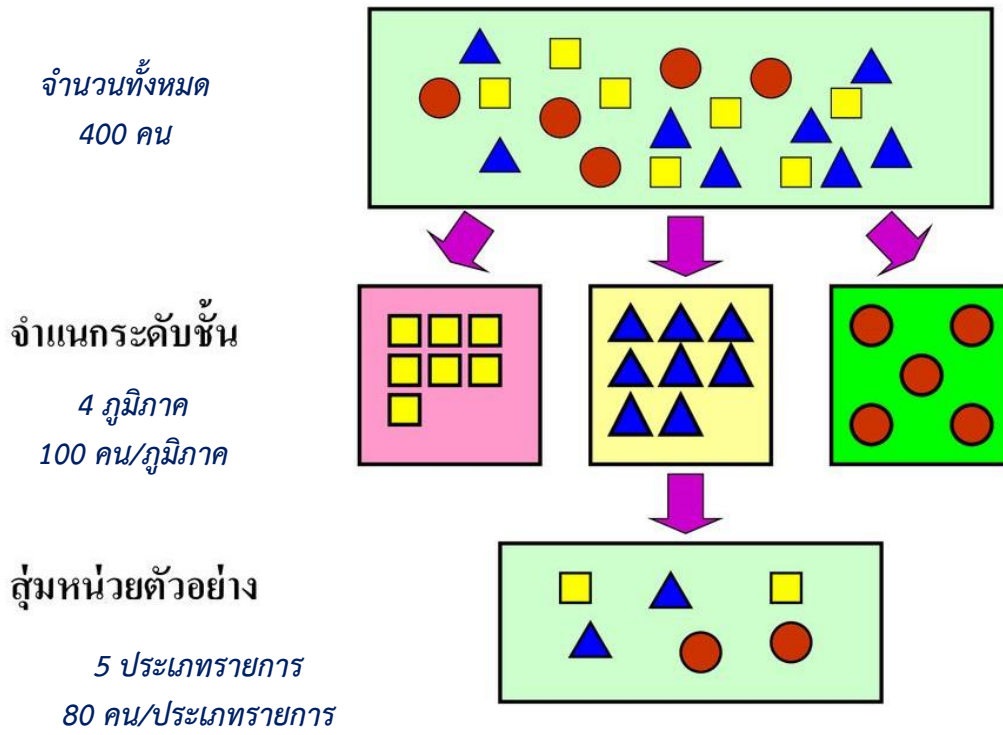 จำนวนทั้งหมด
400 คน
จำแนกระดับชั้น
4 ภูมิภาค
100 คน/ภูมิภาค
สุ่มหน่วยตัวอย่าง
5 ประเภทรายการ
80 คน/ประเภทรายการ